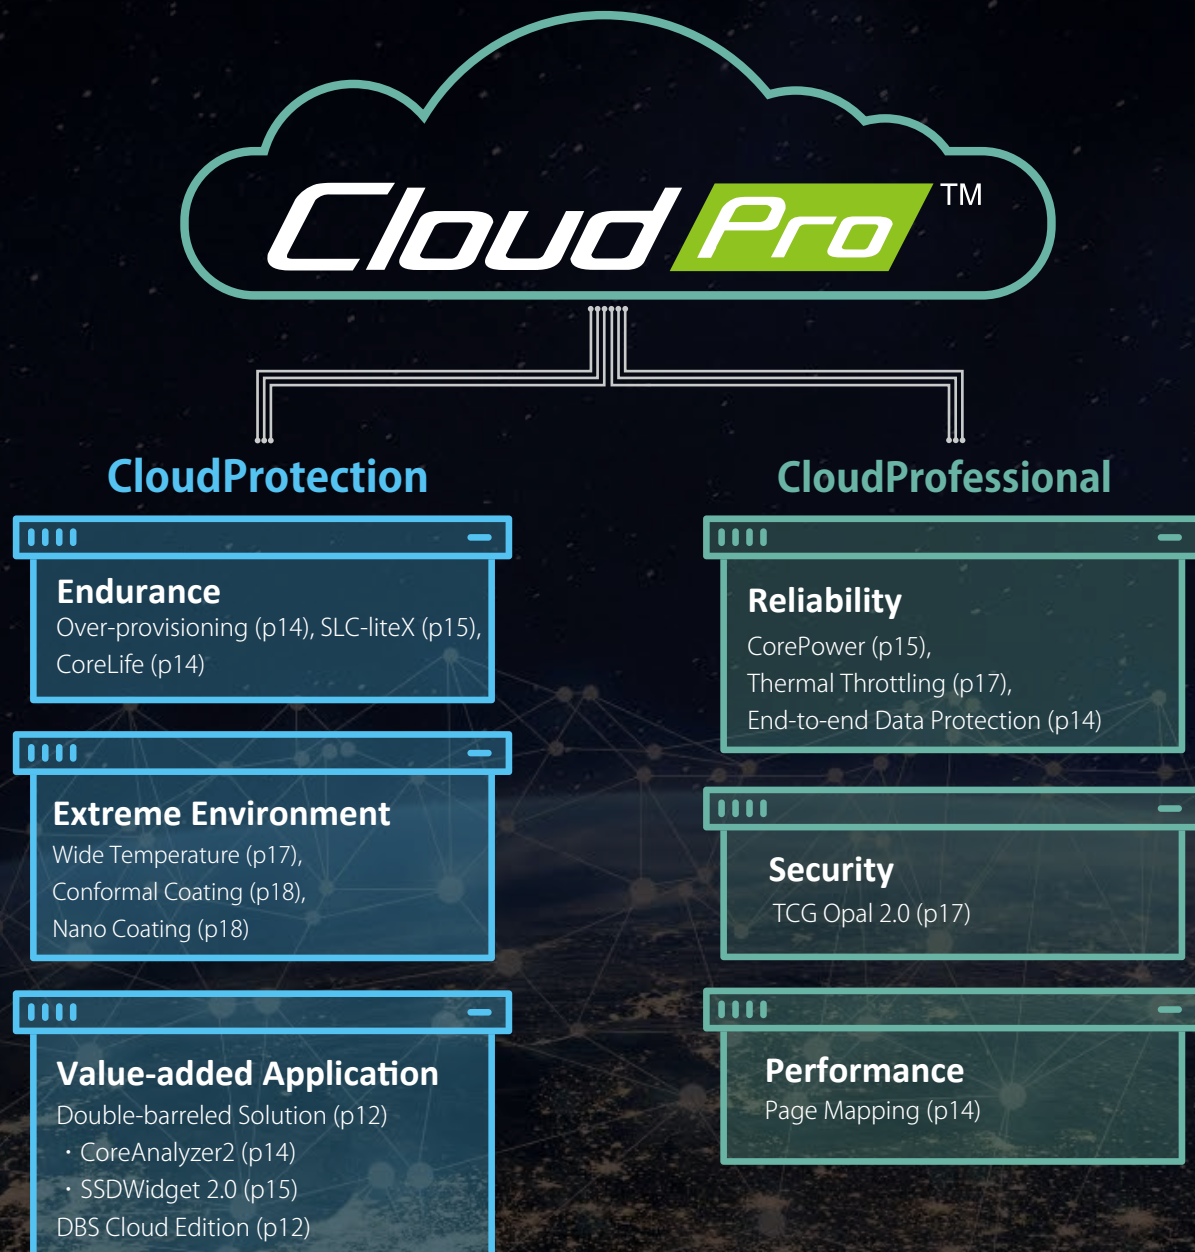 Cloud Pro™
CloudProtection
Endurance
Over-provisioning (p14), SLC-liteX (p15),
CoreLife (p14)
Extreme Environment
Wide Temperature (p17),
Conformal Coating (p18),
Nano Coating (p18)
Value-added Application
Double-barreled Solution (p12)
・CoreAnalyzer2 (p14)
・SSDWidget 2.0 (p15)
DBS Cloud Edition (p12)
CloudProfessional
Reliability
CorePower (p15),
Thermal Throttling (p17),
End-to-end Data Protection (p14)
Security
TCG Opal 2.0 (p17)
Performance
Page Mapping (p14)